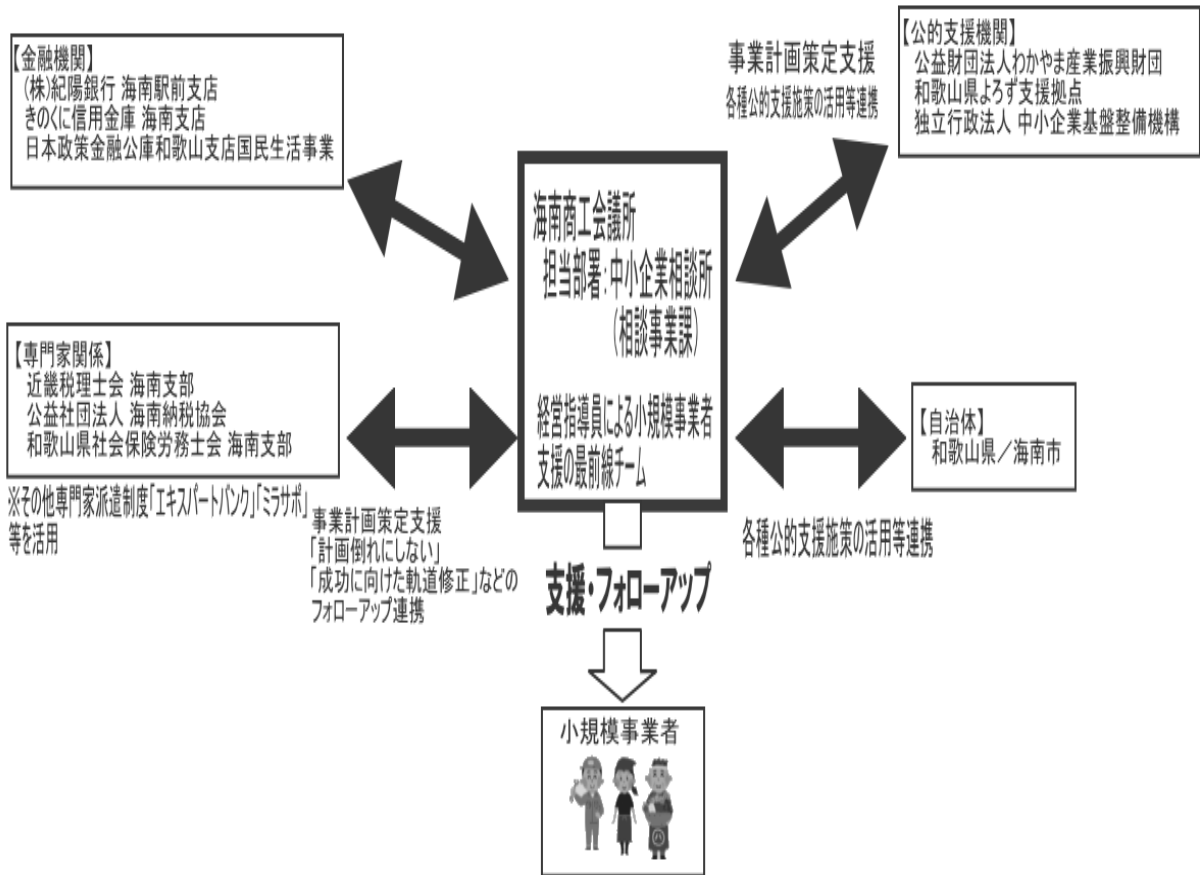 【金融機関】
(株)紀陽銀行 海南駅前支店
きのくに信用金庫 海南支店
日本政策金融公庫和歌山支店国民生活事業
事業計画策定支援
各種公的支援施策の活用等連携
【公的支援機関】
公益財団法人わかやま産業振興財団
和歌山県よろず支援拠点
独立行政法人 中小企業基盤整備機構
海南商工会議所
担当部署：中小企業相談所
(相談事業課)
経営指導員による小規模事業者
支援の最前線チーム
【専門家関係】
近畿税理士会 海南支部
公益社団法人 海南納税協会
和歌山県社会保険労務士会 海南支部
※その他専門家派遣制度「エキスパートバンク」「ミラサポ」
等を活用
事業計画策定支援
「計画倒れにしない」
「成功に向けた軌道修正」などの
フォローアップ連携
【自治体】
和歌山県／海南市
各種公的支援施策の活用等連携
支援・フォローアップ
小規模事業者